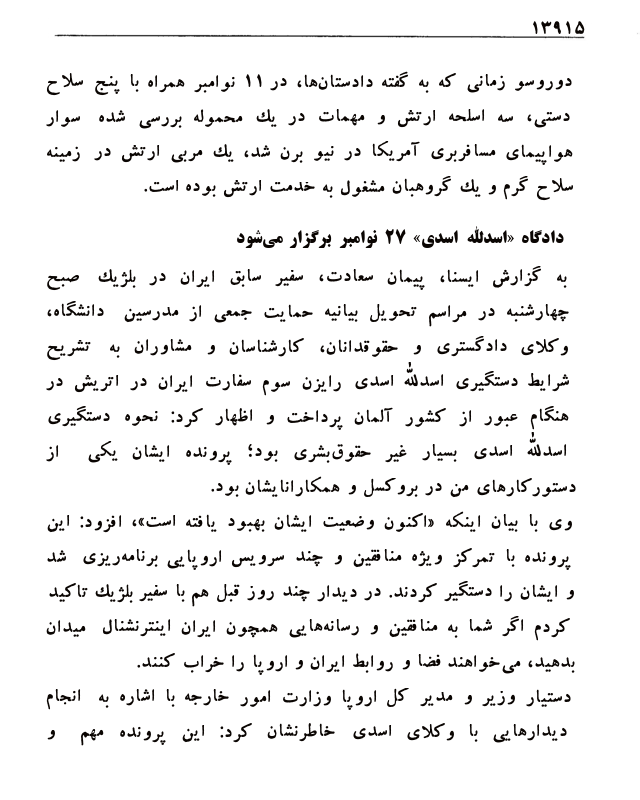 ۱۳۹۱۵
دوروسو زمانی که به گفته دادستان‌ها، در ۱۱ نوامبر همراه با پنج سلاح
دستی، سه اسلحه ارتش و مهمات در یك محموله بررسی شده سوار
هواپیمای مسافربری آمریکا در نیو برن شد، یك مربی ارتش در زمینه
سلاح گرم و یك گروهبان مشغول به خدمت ارتش بوده است.
دادگاه «اسدلله اسدی» ۲۷ نوامبر برگزار می‌شود
به گزارش ایسنا، پیمان سعادت، سفیر سابق ایران در بلژیك صبح
چهارشنبه در مراسم تحویل بیانیه حمایت جمعی از مدرسین دانشگاه،
وکلای دادگستری و حقوقدانان، کارشناسان و مشاوران به تشریح
شرایط دستگیری اسدلله اسدی رایزن سوم سفارت ایران در اتریش در
هنگام عبور از کشور آلمان پرداخت و اظهار کرد: نحوه دستگیری
اسدلله اسدی بسیار غیر حقوق‌بشری بود؛ پرونده ایشان یکی از
دستورکارهای من در بروکسل و همکارانایشان بود.
وی با بیان اینکه «اکنون وضعیت ایشان بهبود یافته است»، افزود: این
پرونده با تمرکز ویژه منافقین و چند سرویس اروپایی برنامه‌ریزی شد
و ایشان را دستگیر کردند. در دیدار چند روز قبل هم با سفیر بلژیك تاکید
کردم اگر شما به منافقین و رسانه‌هایی همچون ایران اینترنشنال میدان
بدهید، می‌خواهند فضا و روابط ایران و اروپا را خراب کنند.
دستیار وزیر و مدیر کل اروپا وزارت امور خارجه با اشاره به انجام
دیدارهایی با وکلای اسدی خاطرنشان کرد: این پرونده مهم و